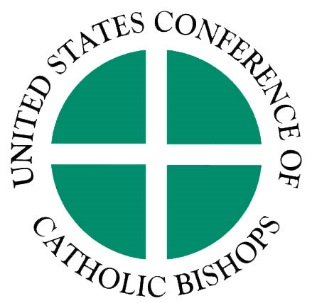 UNITED STATES CONFERENCE OF
CATHOLIC BISHOPS